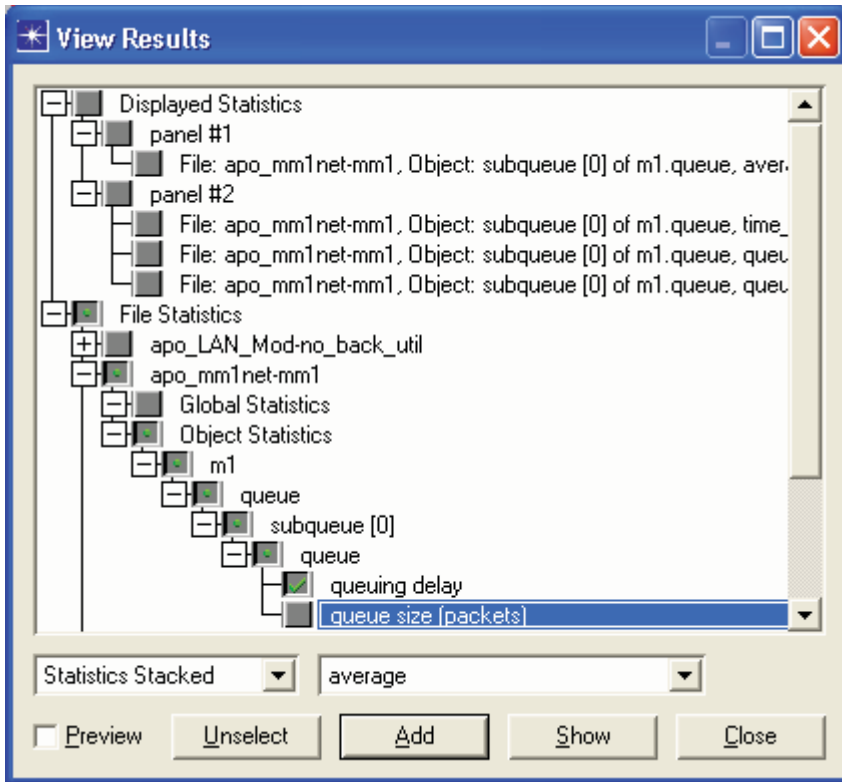 View Results
Displayed Statistics
panel #1
File: apo_mm1net-mm1, Object: subqueue [0] of m1.queue, aver
panel #2
File: apo_mm1net-mm1, Object: subqueue [0] of m1.queue, time_
File: apo_mm1net-mm1, Object: subqueue [0] of m1.queue, queu
File: apo_mm1net-mm1, Object: subqueue [0] of m1.queue, queu
File Statistics
apo_LAN_Mod-no_back_util
apo_mm1net-mm1
Global Statistics
Object Statistics
m1
queue
subqueue [0]
queue
queuing delay
queue size (packets)
Statistics Stacked average
Preview Unselect Add Show Close